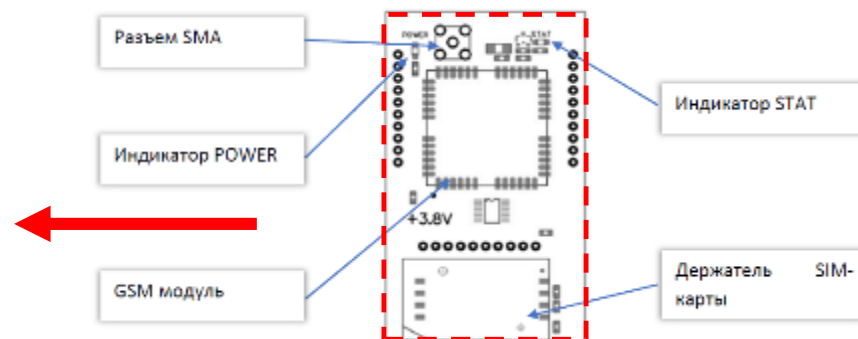 Разъем SMA
POWER
STAT
Индикатор STAT
Индикатор POWER
+3.8V
GSM модуль
Держатель SIM-
карты